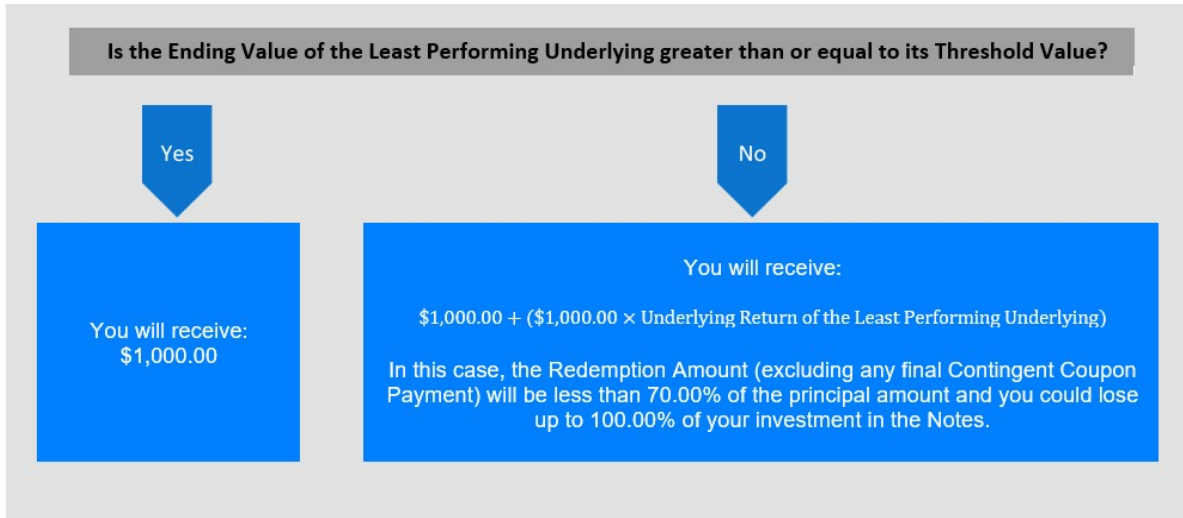 Is the Ending Value of the Least Performing Underlying greater than or equal to its Threshold Value?
Yes
No
You will receive:
$1,000.00
You will receive:
$1,000.00 + ($1,000.00 × Underlying Return of the Least Performing Underlying)
In this case, the Redemption Amount (excluding any final Contingent Coupon
Payment) will be less than 70.00% of the principal amount and you could lose
up to 100.00% of your investment in the Notes.